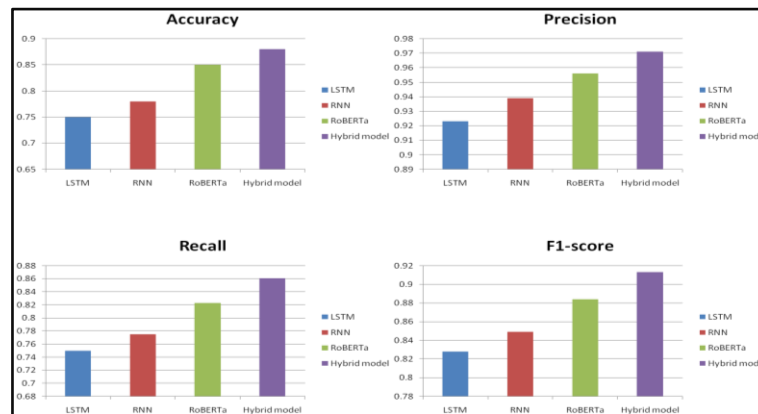 Accuracy
0.9
0.85
0.8
0.75
0.7
0.65
LSTM RNN RoBERTa Hybrid model
LSTM
RNN
RoBERTa
Hybrid model
Precision
0.98
0.97
0.96
0.95
0.94
0.93
0.92
0.91
0.9
0.89
LSTM RNN RoBERTa Hybrid model
LSTM
RNN
RoBERTa
Hybrid model
Recall
0.88
0.86
0.84
0.82
0.8
0.78
0.76
0.74
0.72
0.7
0.68
LSTM RNN RoBERTa Hybrid model
LSTM
RNN
RoBERTa
Hybrid model
F1-score
0.92
0.9
0.88
0.86
0.84
0.82
0.8
0.78
LSTM RNN RoBERTa Hybrid model
LSTM
RNN
RoBERTa
Hybrid model